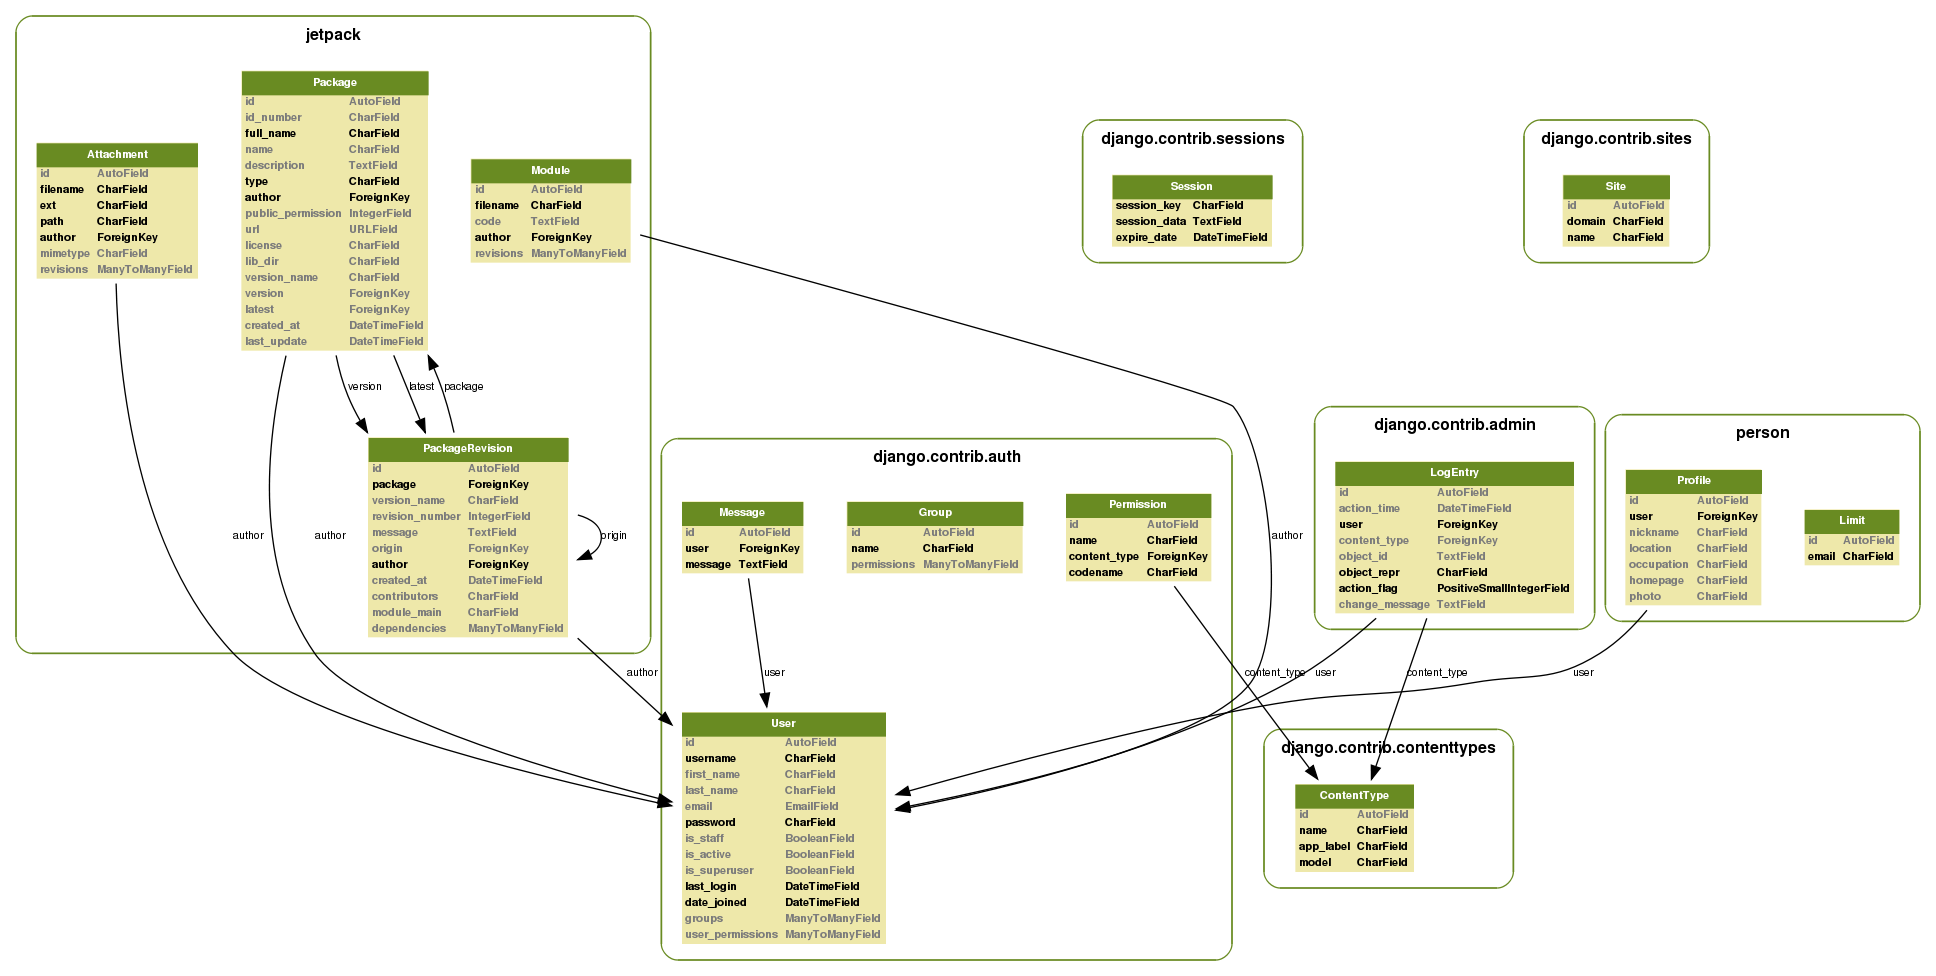 jetpack
Package
id AutoField
id_number CharField
full_name CharField
name CharField
description TextField
type CharField
author ForeignKey
public_permission IntegerField
url URLField
license CharField
lib_dir CharField
version_name CharField
version ForeignKey
latest ForeignKey
created_at DateTimeField
last_update DateTimeField
Attachment
id AutoField
filename CharField
ext CharField
path CharField
author ForeignKey
mimetype CharField
revisions ManyToManyField
Module
id AutoField
filename CharField
code TextField
author ForeignKey
revisions ManyToManyField
version
latest
package
PackageRevision
id AutoField
package ForeignKey
version_name CharField
revision_number IntegerField
message TextField
origin ForeignKey
author ForeignKey
created_at DateTimeField
contributors CharField
module_main CharField
dependencies ManyToManyField
origin
author
author
author
django.contrib.sessions
Session
session_key CharField
session_data TextField
expire_date DateTimeField
django.contrib.sites
Site
id AutoField
domain CharField
name CharField
django.contrib.auth
Message
id AutoField
user ForeignKey
message TextField
Group
id AutoField
name CharField
permissions ManyToManyField
Permission
id AutoField
name CharField
content_type ForeignKey
codename CharField
author
user
User
id AutoField
username CharField
first_name CharField
last_name CharField
email EmailField
password CharField
is_staff BooleanField
is_active BooleanField
is_superuser BooleanField
last_login DateTimeField
date_joined DateTimeField
groups ManyToManyField
user_permissions ManyToManyField
django.contrib.admin
LogEntry
id AutoField
action_time DateTimeField
user ForeignKey
content_type ForeignKey
object_id TextField
object_repr CharField
action_flag PositiveSmallIntegerField
change_message TextField
person
Profile
id AutoField
user ForeignKey
nickname CharField
location CharField
occupation CharField
homepage CharField
photo CharField
Limit
id AutoField
email CharField
content_type
user
content_type
user
django.contrib.contenttypes
ContentType
id AutoField
name CharField
app_label CharField
model CharField